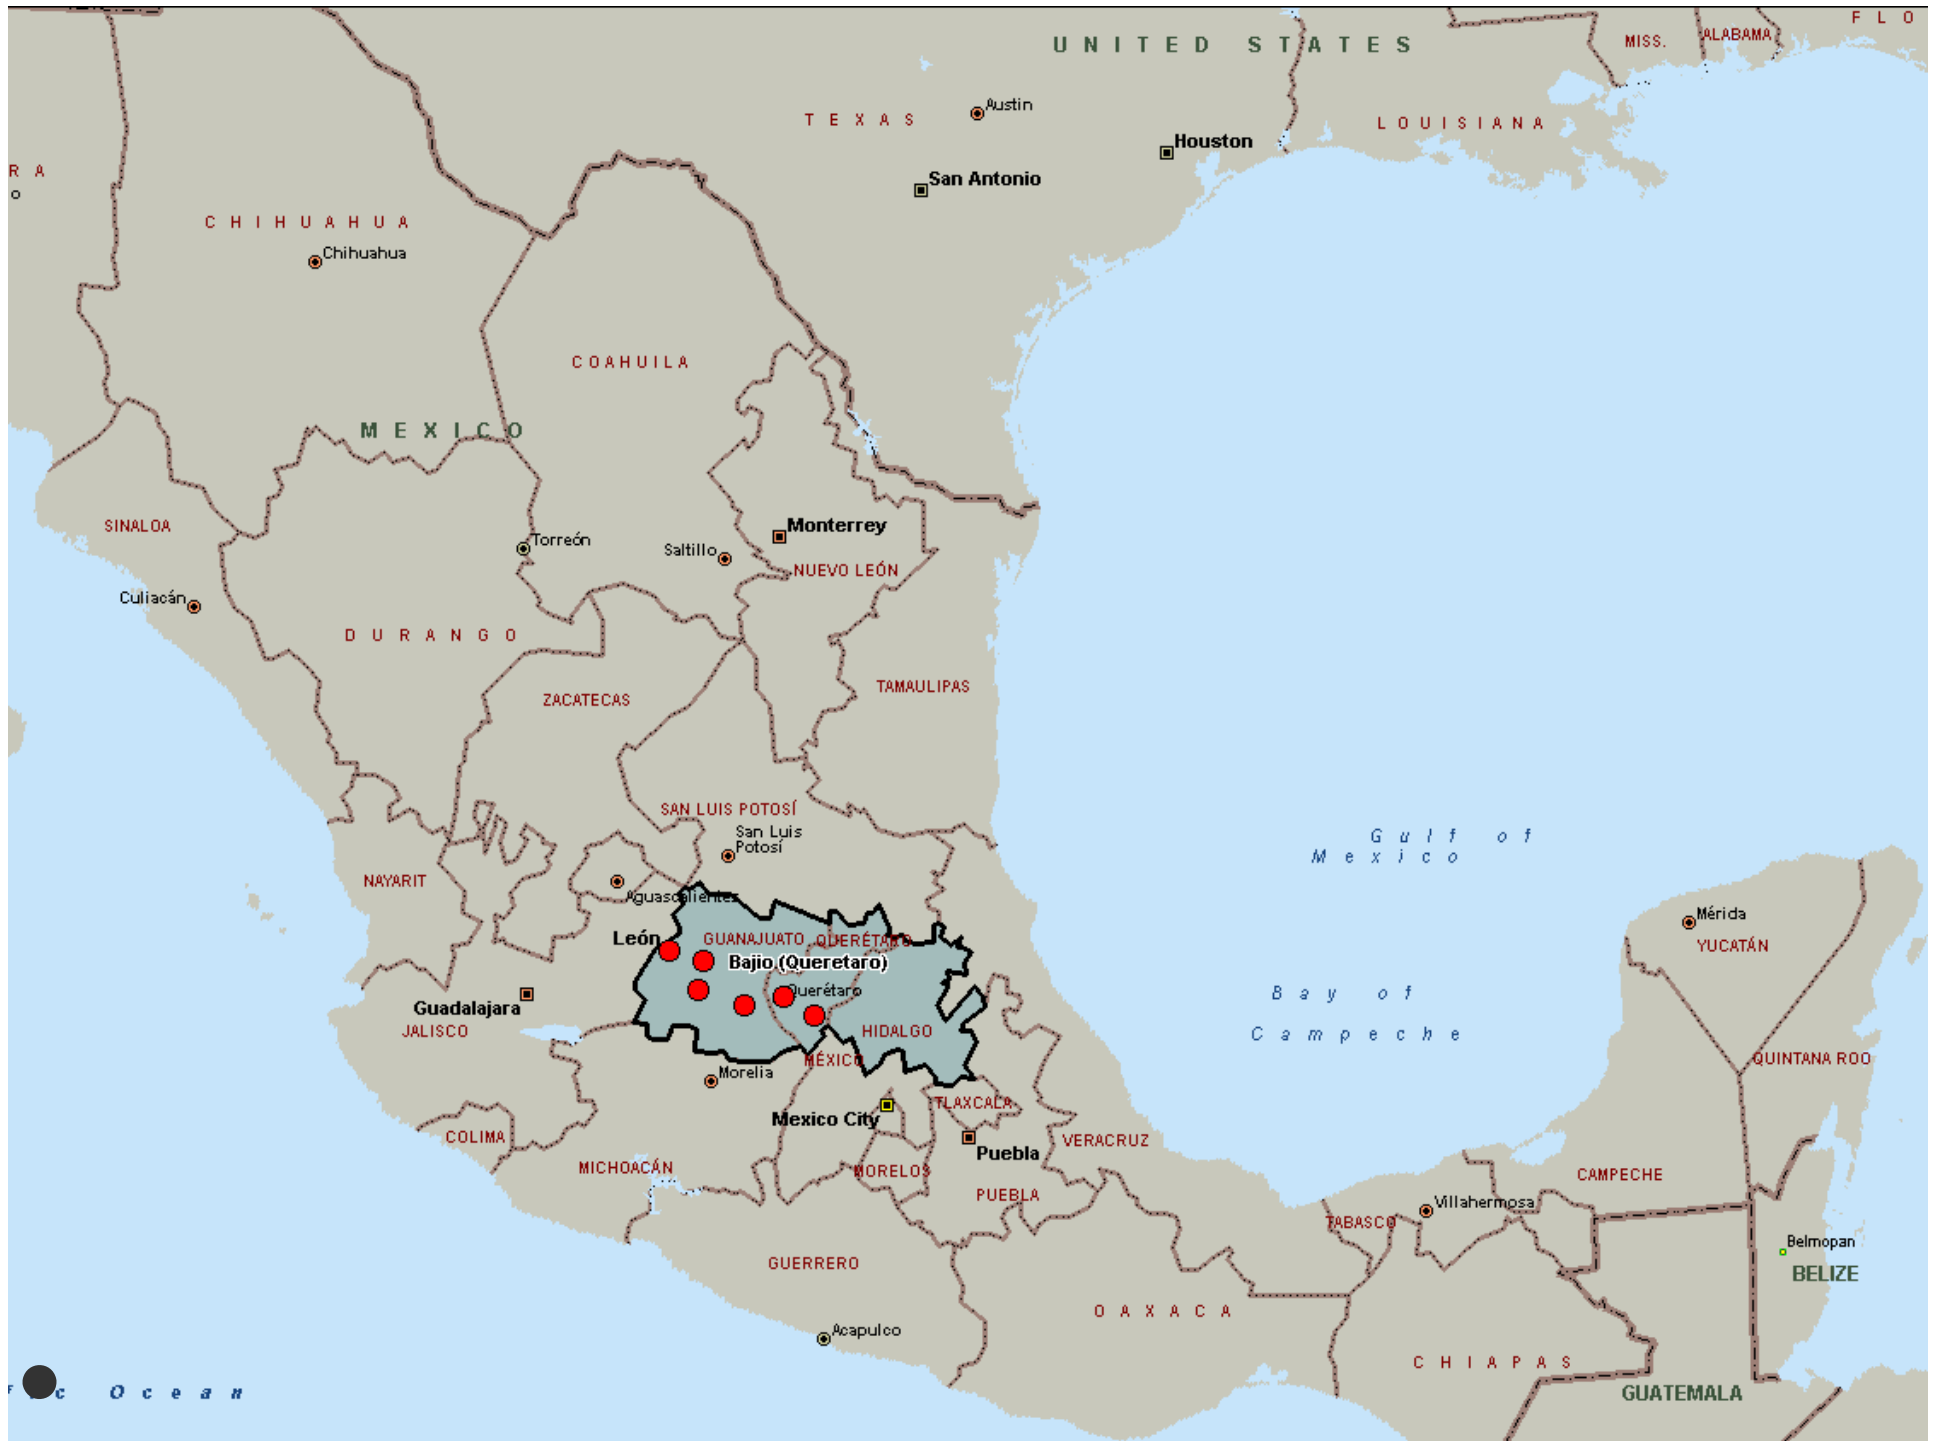 F L O
UNITED STATES
MISS.
ALABAMA
Austin
TEXAS
LOUISIANA
Houston
R A
San Antonio
CHIHUAHUA
Chihuahua
COAHUILA
MEXICO
SINALOA
Monterrey
Torreón
Saltillo
NUEVO LEÓN
Culiacán
DURANGO
TAMAULIPAS
ZACATECAS
SAN LUIS POTOSÍ
San Luis
Potosí
Gulf of
Mexico
NAYARIT
Aguascalientes
Mérida
León
GUANAJUATO
QUERÉTARO
YUCATÁN
Bajio (Queretaro)
Querétaro
Bay of
Campeche
Guadalajara
JALISCO
HIDALGO
MÉXICO
QUINTANA ROO
Morelia
TLAXCALA
Mexico City
COLIMA
VERACRUZ
Puebla
MICHOACÁN
MORELOS
CAMPECHE
PUEBLA
Villahermosa
TABASCO
Belmopan
GUERRERO
BELIZE
OAXACA
Acapulco
CHIAPAS
c Ocean
GUATEMALA